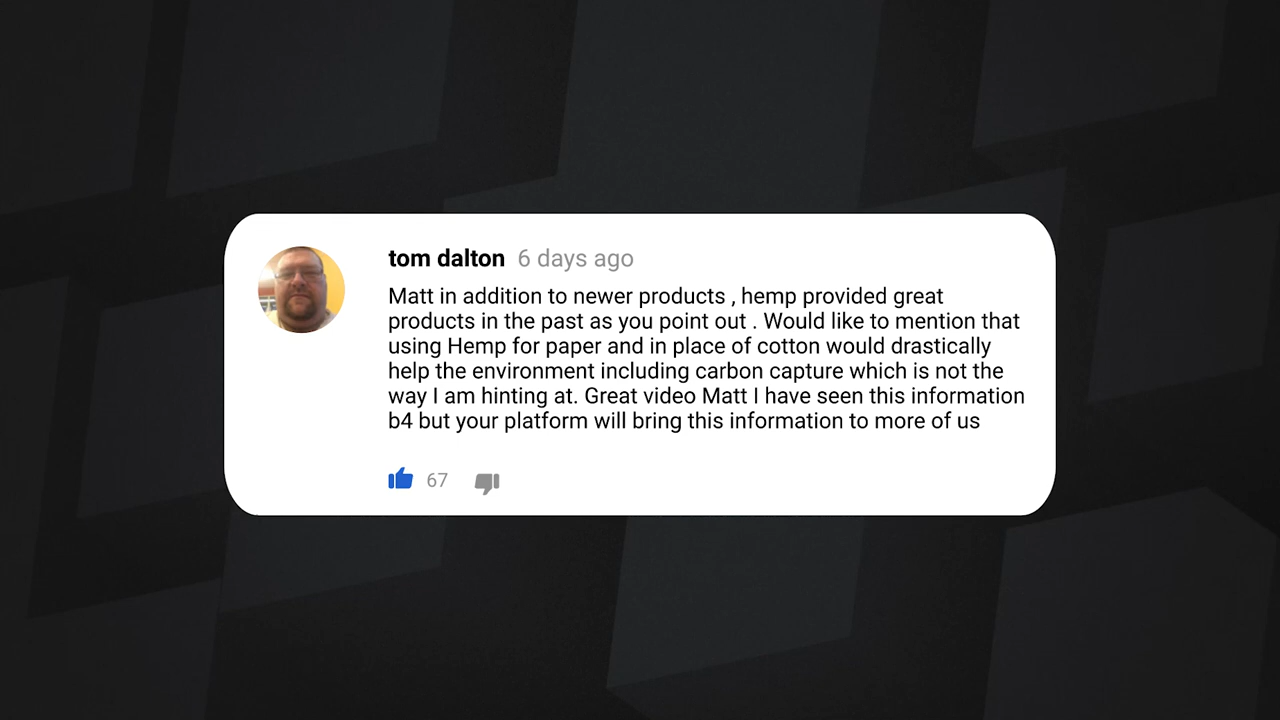 tom dalton 6 days ago
Matt in addition to newer products , hemp provided great
products in the past as you point out . Would like to mention that
using Hemp for paper and in place of cotton would drastically
help the environment including carbon capture which is not the
way I am hinting at. Great video Matt I have seen this information
b4 but your platform will bring this information to more of us
67